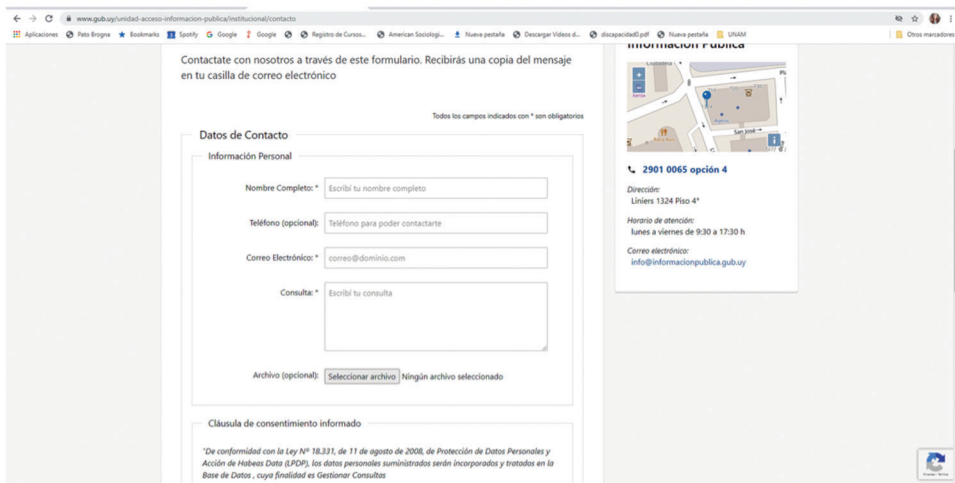 www.gub.uy/unidad-acceso-informacion-publica/institucional/contacto
Aplicaciones Pato Brogna Bookmarks Spotify Google Google Registro de Cursos... American Sociologi... Nueva pestaña Descargar Videos d... discapacidad0.pdf Nueva pestaña UNAM Otros marcadores
Contactate con nosotros a través de este formulario. Recibirás una copia del mensaje
en tu casilla de correo electrónico
Todos los campos indicados con * son obligatorios
Datos de Contacto
Información Personal
Nombre Completo: * Escribí tu nombre completo
Teléfono (opcional): Teléfono para poder contactarte
Correo Electrónico: * correo@dominio.com
Consulta: * Escribí tu consulta
Archivo (opcional): Seleccionar archivo Ningún archivo seleccionado
Cláusula de consentimiento informado
"De conformidad con la Ley Nº 18.331, de 11 de agosto de 2008, de Protección de Datos Personales y
Acción de Habeas Data (LPDP), los datos personales suministrados serán incorporados y tratados en la
Base de Datos , cuya finalidad es Gestionar Consultas
Información Pública
+
-
San José
i
2901 0065 opción 4
Dirección:
Liniers 1324 Piso 4°
Horario de atención:
lunes a viernes de 9:30 a 17:30 h
Correo electrónico:
info@informacionpublica.gub.uy